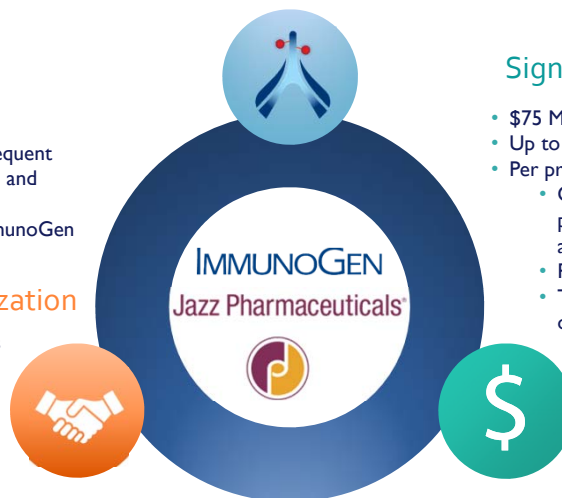 equent
and
munoGen
zation
IMMUNOGEN
Jazz Pharmaceuticals®
Sign
• $75 M
• Up to
• Per pr
•
•
•
$